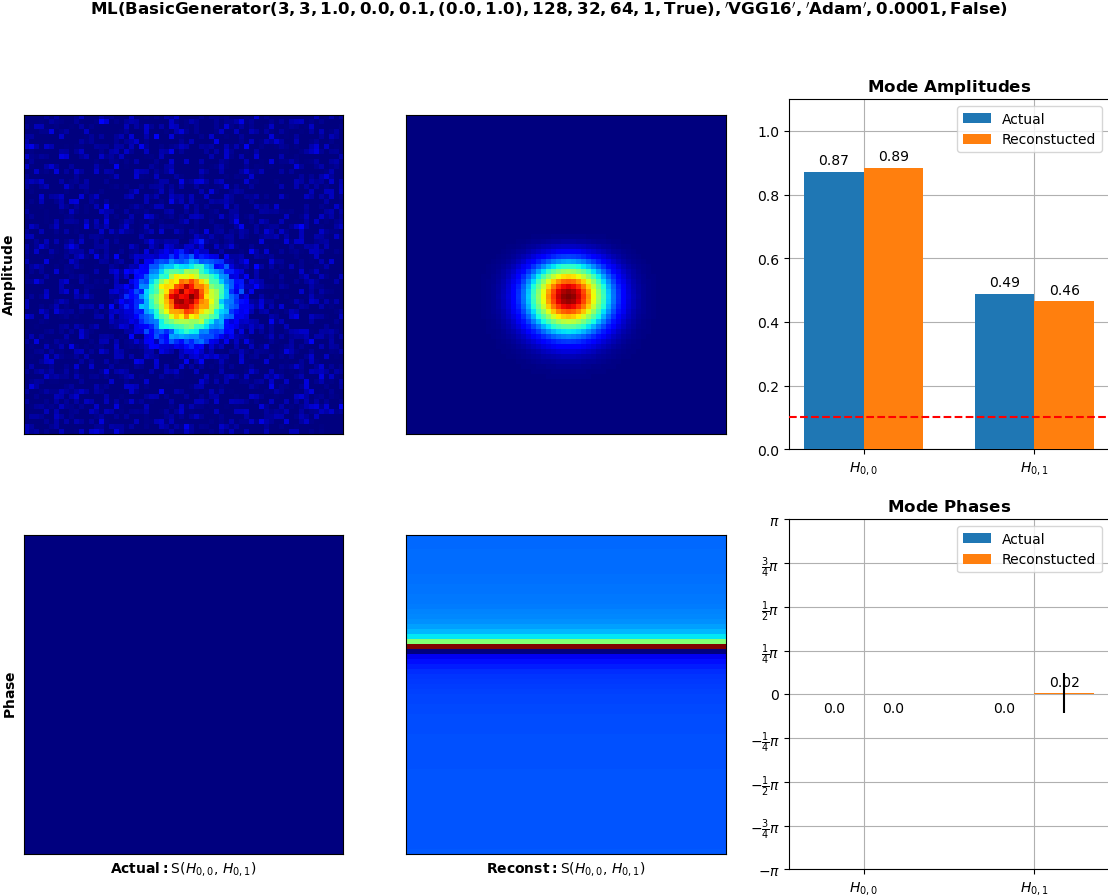 ML(BasicGenerator(3, 3, 1.0, 0.0, 0.1, (0.0, 1.0), 128, 32, 64, 1, True), ′VGG16′, ′Adam′, 0.0001, False)
Amplitude
Mode Amplitudes
Actual
Reconstucted
1.0
0.8
0.6
0.4
0.2
0.0
0.87
0.89
0.49
0.46
H0, 0
H0, 1
Phase
Actual: S(H0, 0, H0, 1)
Reconst: S(H0, 0, H0, 1)
Mode Phases
Actual
Reconstucted
π
3/4π
1/2π
1/4π
0
−1/4π
−1/2π
−3/4π
−π
0.0
0.0
0.0
0.02
H0, 0
H0, 1